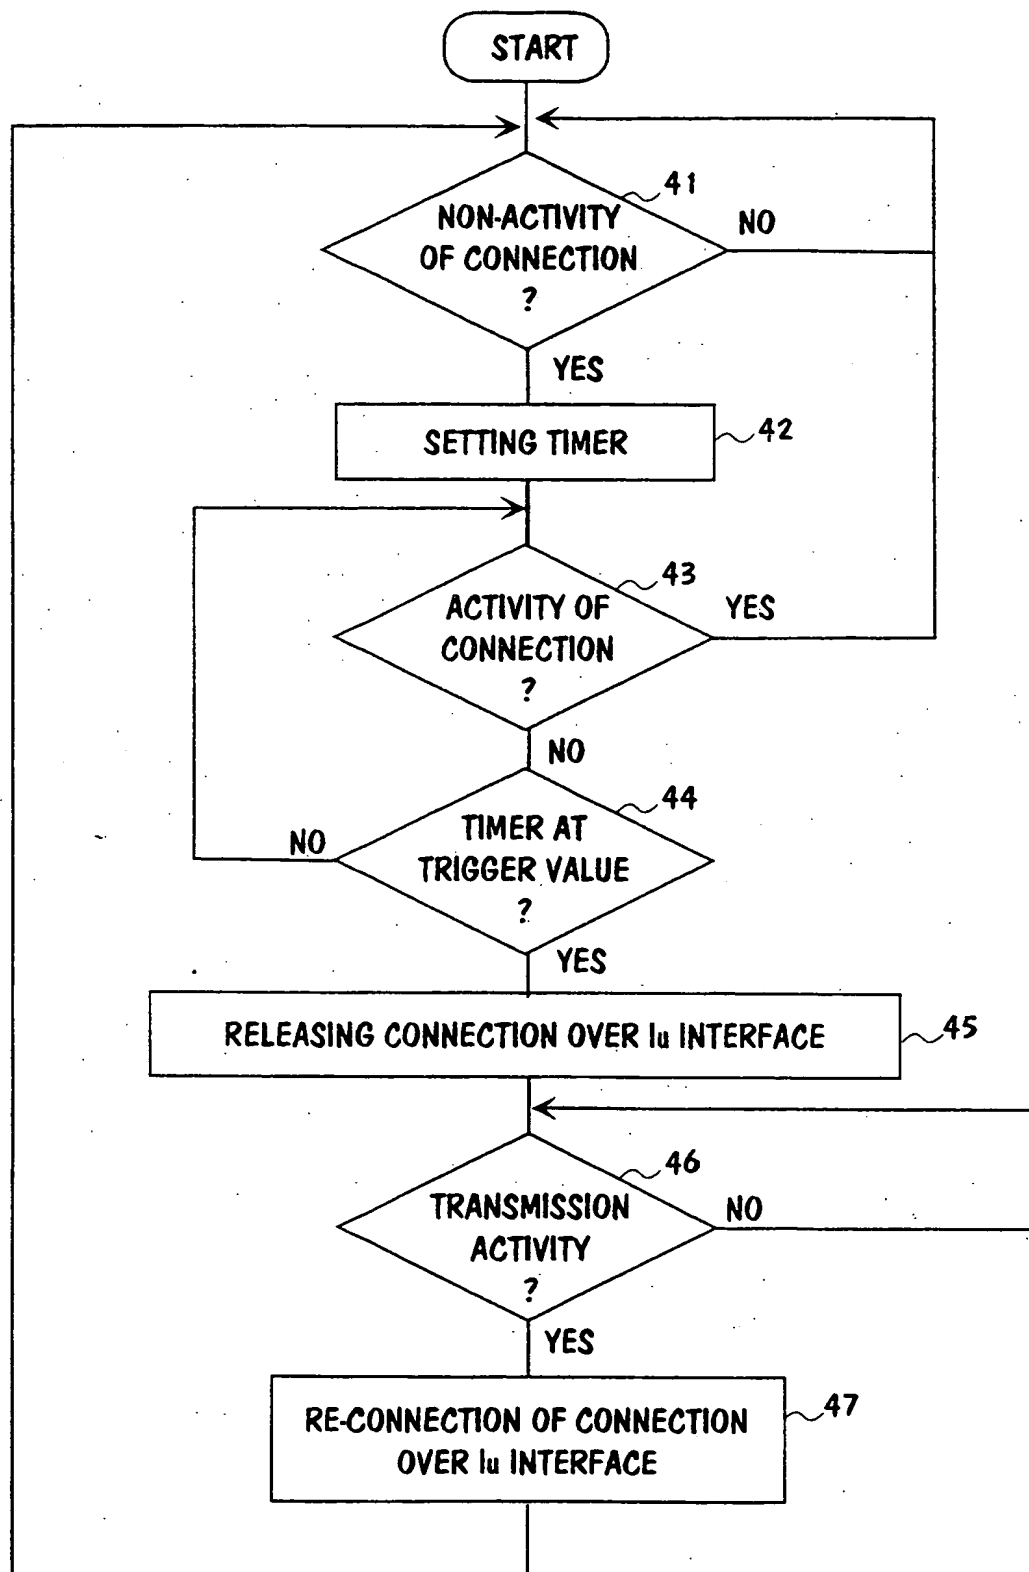 START
41
NON-ACTIVITY
OF CONNECTION
?
NO
YES
SETTING TIMER
42
43
ACTIVITY OF
CONNECTION
?
YES
NO
44
TIMER AT
TRIGGER VALUE
?
NO
YES
RELEASING CONNECTION OVER Iu INTERFACE
45
46
TRANSMISSION
ACTIVITY
?
NO
YES
RE-CONNECTION OF CONNECTION
OVER Iu INTERFACE
47